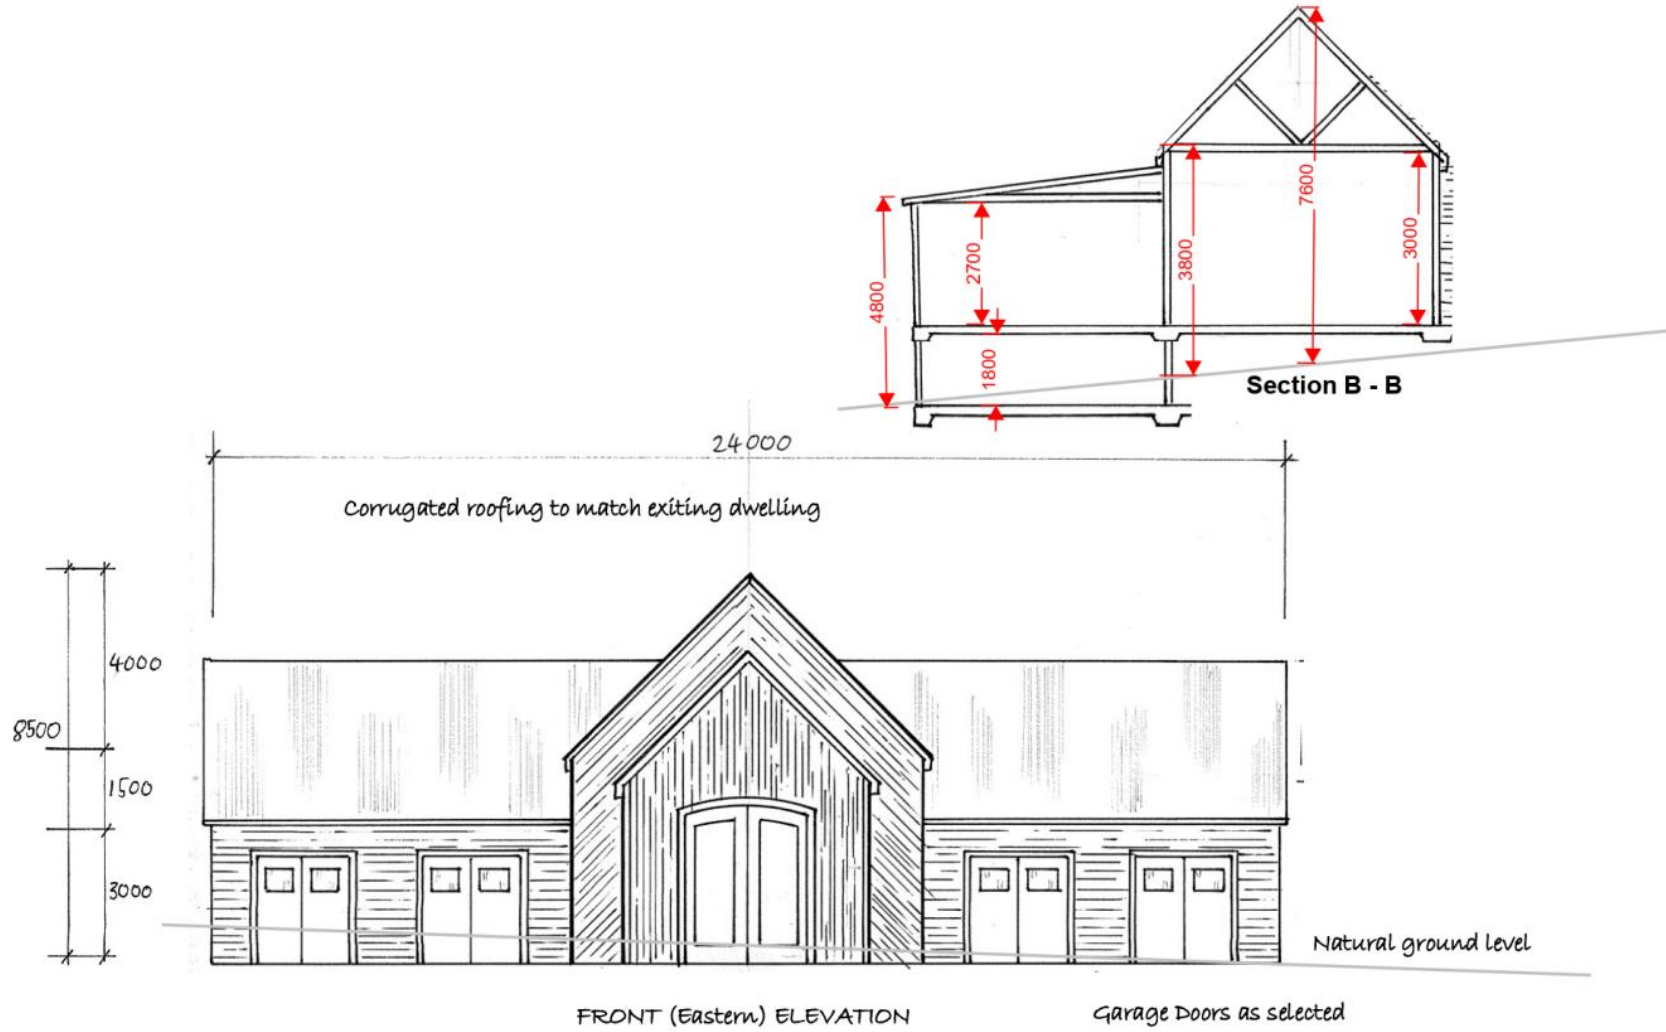 7600
3800
3000
2700
4800
1800
Section B - B
24000
Corrugated roofing to match exiting dwelling
4000
8500
1500
3000
Natural ground level
FRONT (Eastern) ELEVATION
Garage Doors as selected